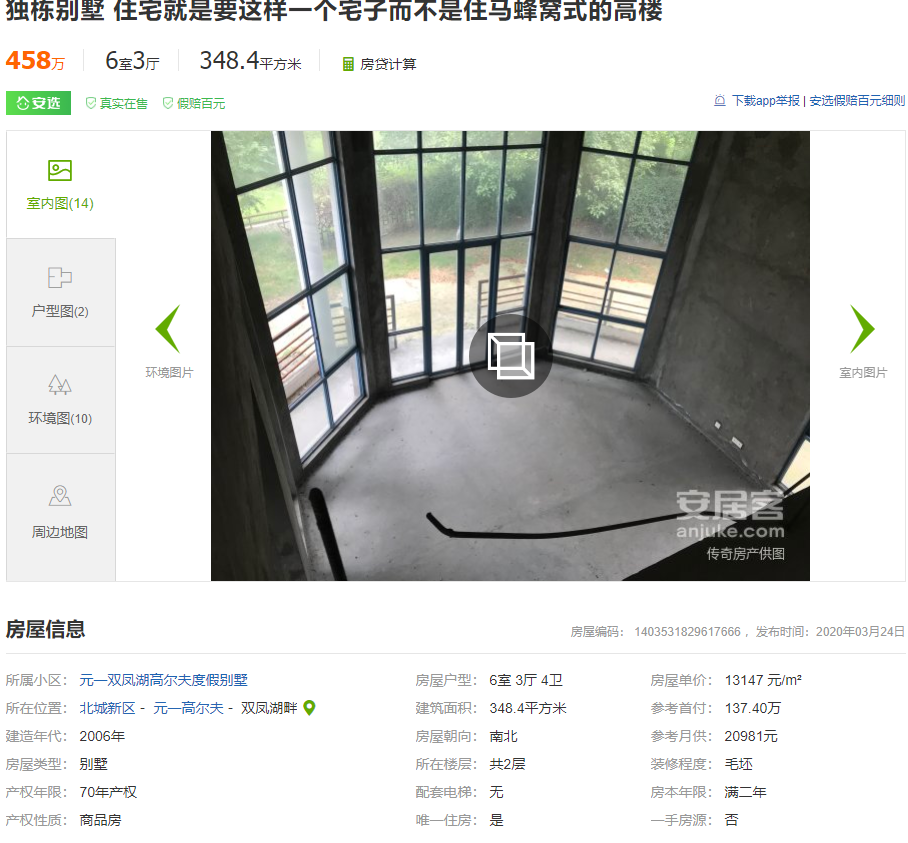 独栋别墅 住宅就是要这样一个宅子而不是住马蜂窝式的高楼
458万 6室3厅 348.4平方米 房贷计算
安选 真实在售 假赔百元 下载app举报 | 安选假赔百元细则
室内图(14)
户型图(2)
环境图(10)
周边地图
环境图片
室内图片
安居客
anjuke.com
传奇房产供图
房屋信息 房屋编码： 1403531829617666 ，发布时间：2020年03月24日
所属小区： 元一双凤湖高尔夫度假别墅 房屋户型： 6室 3厅 4卫 房屋单价： 13147 元/m²
所在位置： 北城新区 - 元一高尔夫 - 双凤湖畔 建筑面积： 348.4平方米 参考首付： 137.40万
建造年代： 2006年 房屋朝向： 南北 参考月供： 20981元
房屋类型： 别墅 所在楼层： 共2层 装修程度： 毛坯
产权年限： 70年产权 配套电梯： 无 房本年限： 满二年
产权性质： 商品房 唯一住房： 是 一手房源： 否